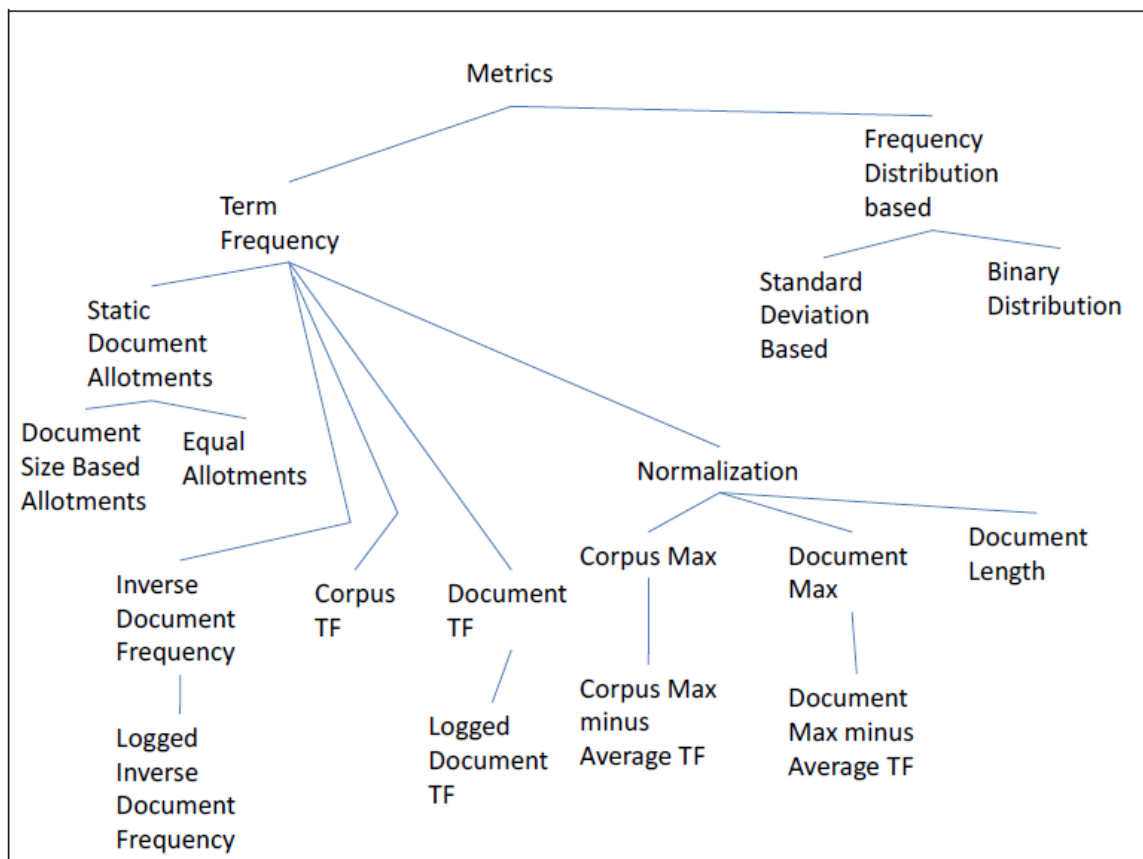 Metrics
Frequency
Distribution
based
Term
Frequency
Standard
Deviation
Based
Binary
Distribution
Static
Document
Allotments
Document
Size Based
Allotments
Equal
Allotments
Normalization
Inverse
Document
Frequency
Corpus
TF
Document
TF
Corpus Max
Document
Max
Document
Length
Logged
Inverse
Document
Frequency
Logged
Document
TF
Corpus Max
minus
Average TF
Document
Max minus
Average TF